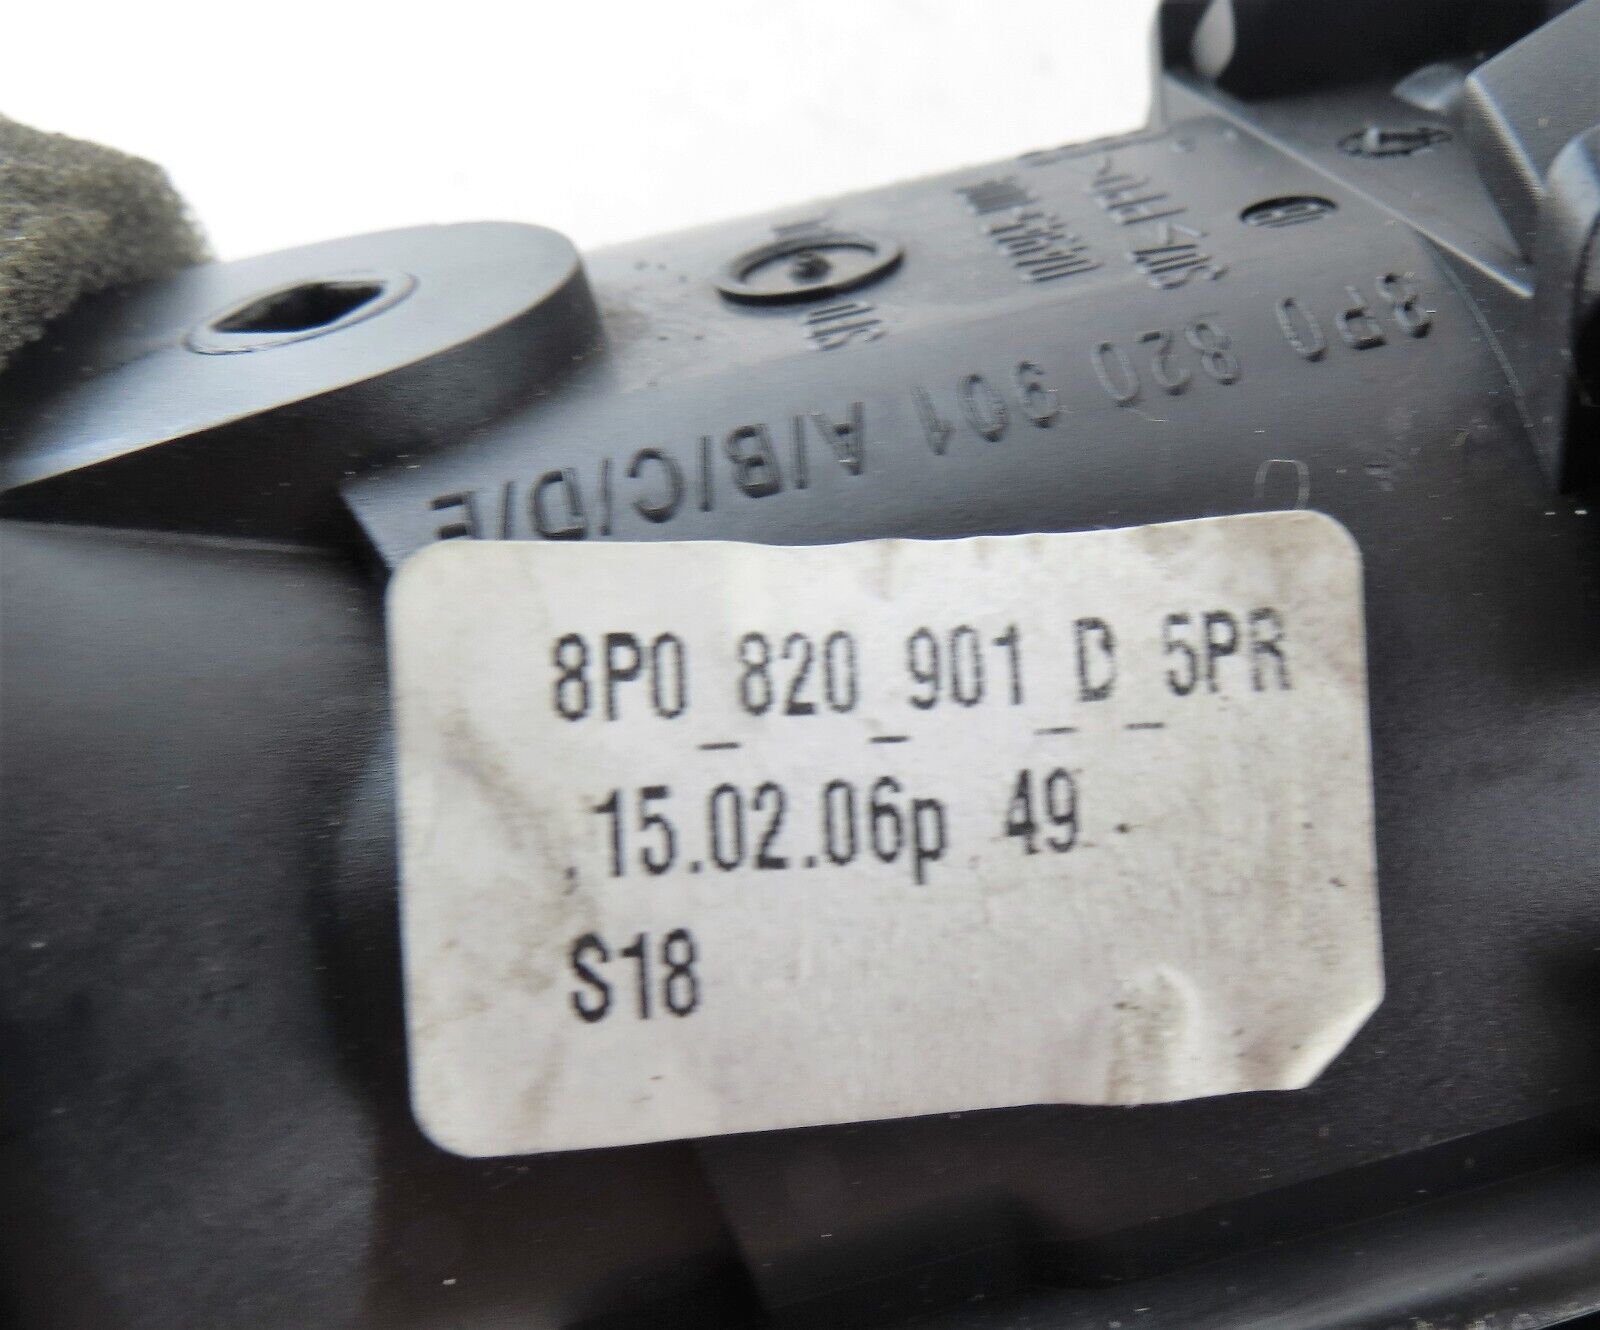 8P0 820 901 A/B/C/D/E
8P0_820_901_D_5PR
15.02.06p 49
S18